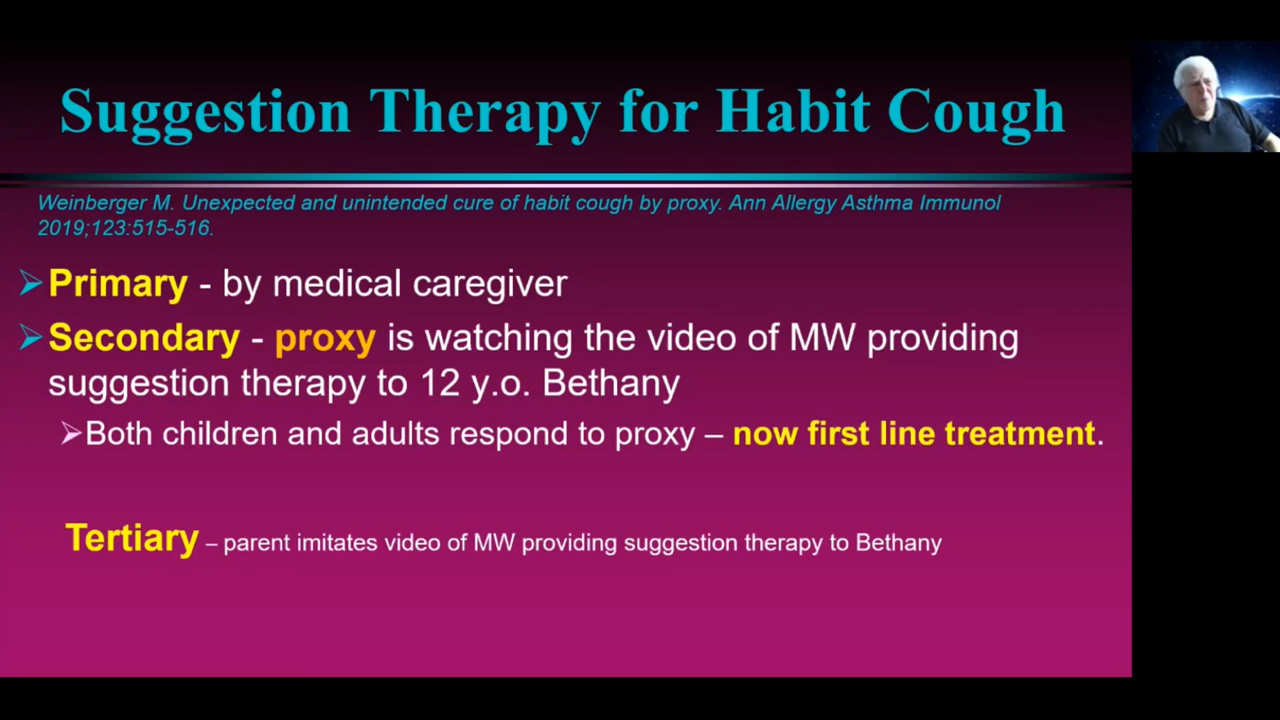 Suggestion Therapy for Habit Cough
Weinberger M. Unexpected and unintended cure of habit cough by proxy. Ann Allergy Asthma Immunol
2019;123:515-516.
Primary - by medical caregiver
Secondary - proxy is watching the video of MW providing
suggestion therapy to 12 y.o. Bethany
Both children and adults respond to proxy – now first line treatment.
Tertiary – parent imitates video of MW providing suggestion therapy to Bethany